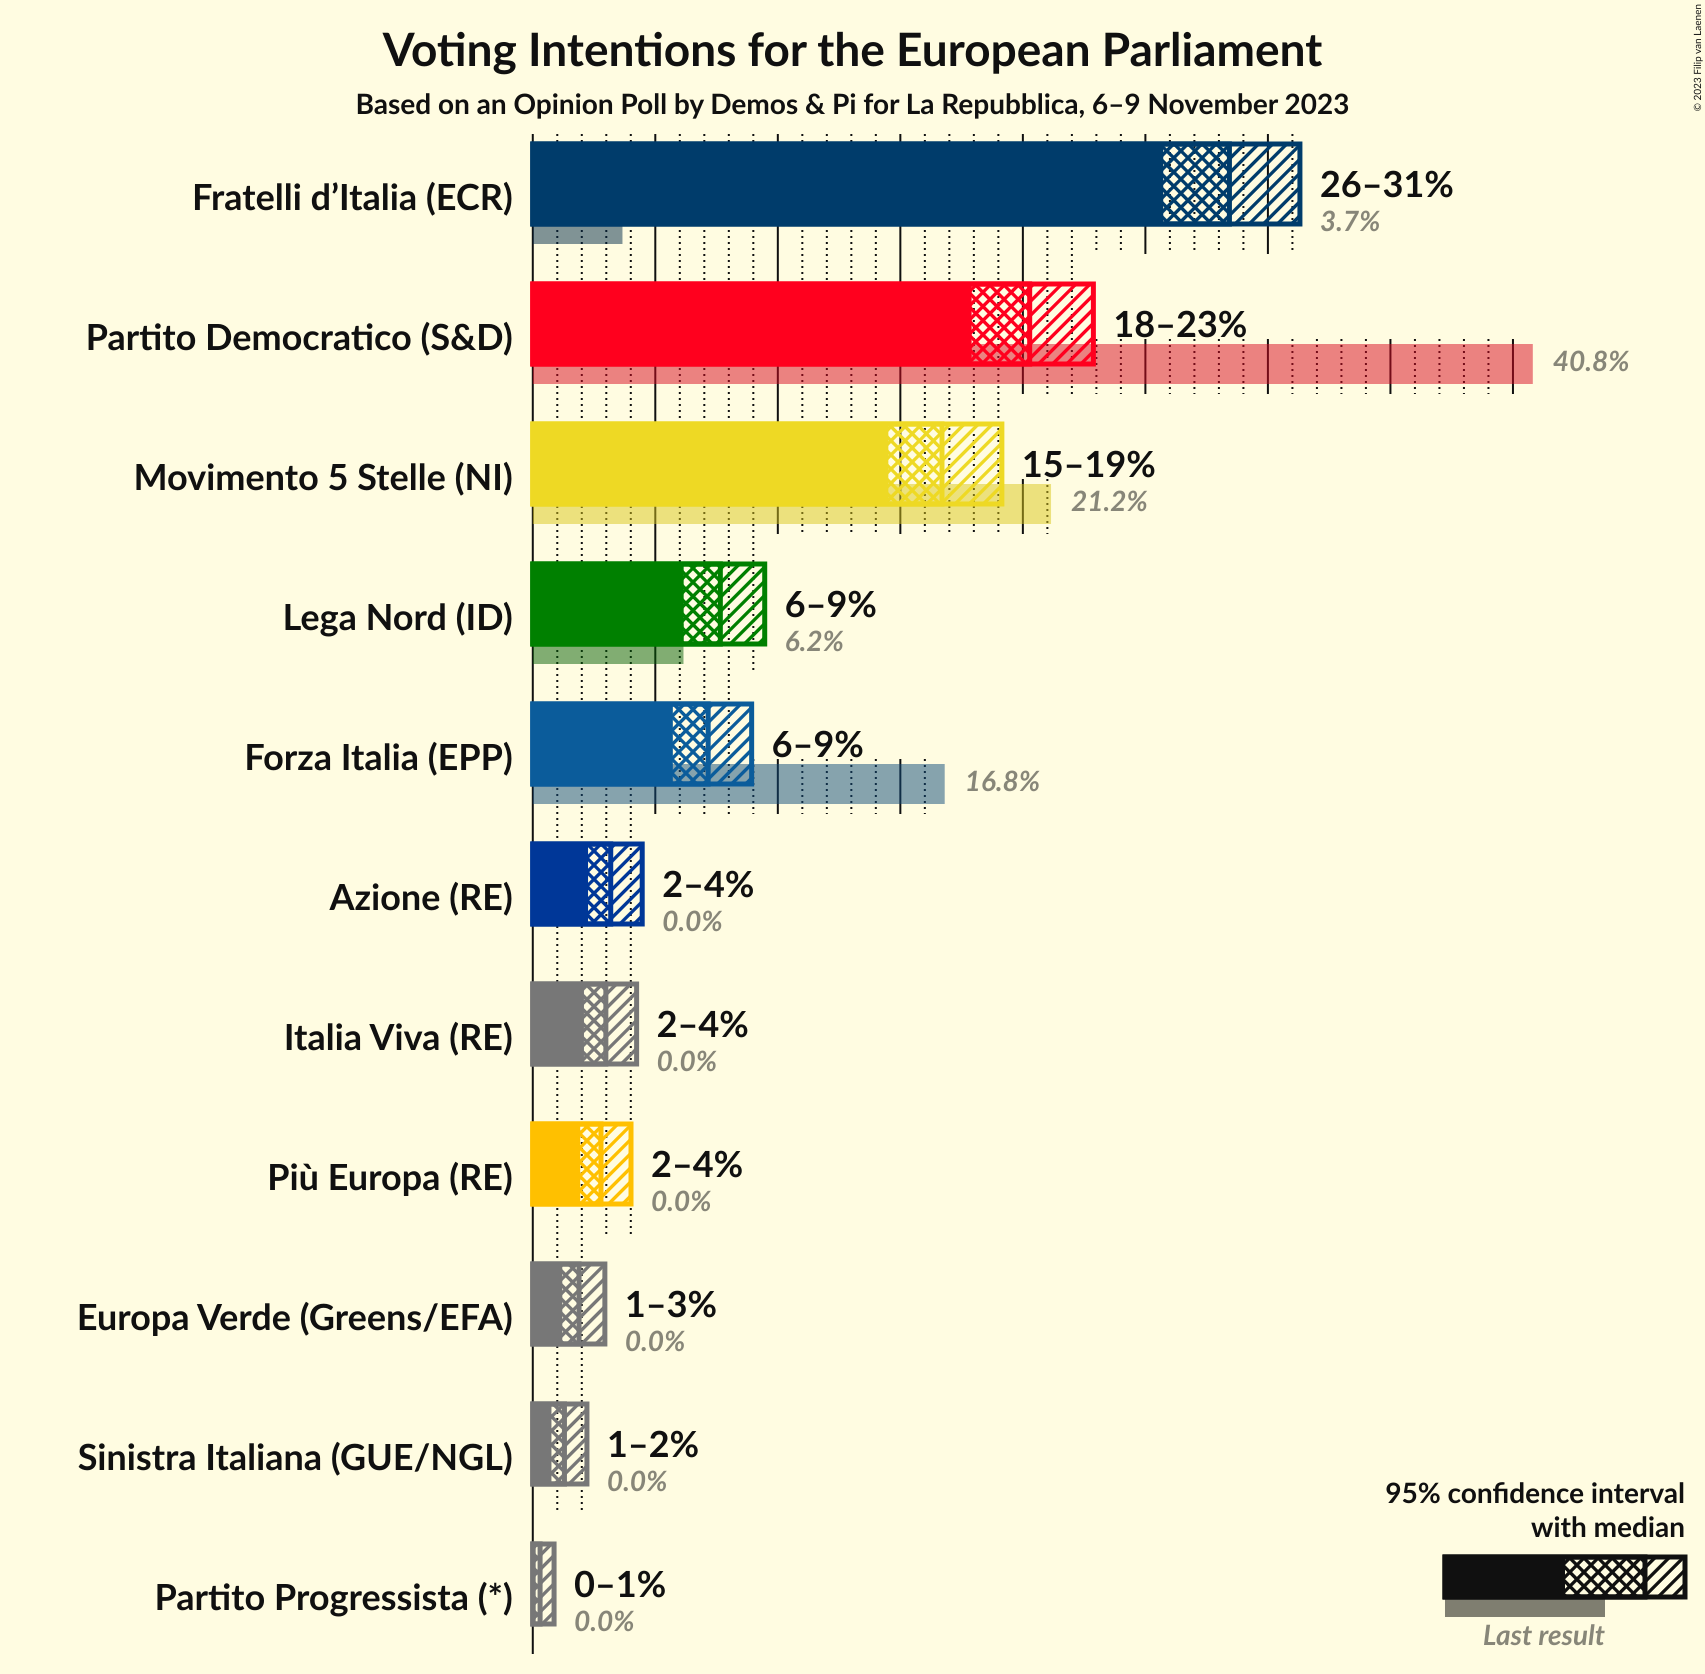 Voting Intentions for the European Parliament
Based on an Opinion Poll by Demos & Pi for La Repubblica, 6–9 November 2023
© 2023 Filip van Laenen
Fratelli d’Italia (ECR)
26–31%
3.7%
Partito Democratico (S&D)
18–23%
40.8%
Movimento 5 Stelle (NI)
15–19%
21.2%
Lega Nord (ID)
6–9%
6.2%
Forza Italia (EPP)
6–9%
16.8%
Azione (RE)
2–4%
0.0%
Italia Viva (RE)
2–4%
0.0%
Più Europa (RE)
2–4%
0.0%
Europa Verde (Greens/EFA)
1–3%
0.0%
Sinistra Italiana (GUE/NGL)
1–2%
0.0%
Partito Progressista (*)
0–1%
0.0%
95% confidence interval
with median
Last result